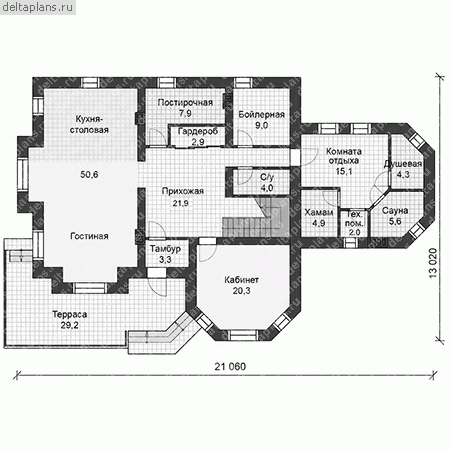 deltaplans.ru
Кухня-
столовая
50,6
Гостиная
Постирочная
7,9
Гардероб
2,9
Бойлерная
9,0
Прихожая
21,9
С/у
4,0
Комната
отдыха
15,1
Душевая
4,3
Хамам
4,9
Тех.
пом.
2,0
Сауна
5,6
Тамбур
3,3
Кабинет
20,3
Терраса
29,2
13 020
21 060